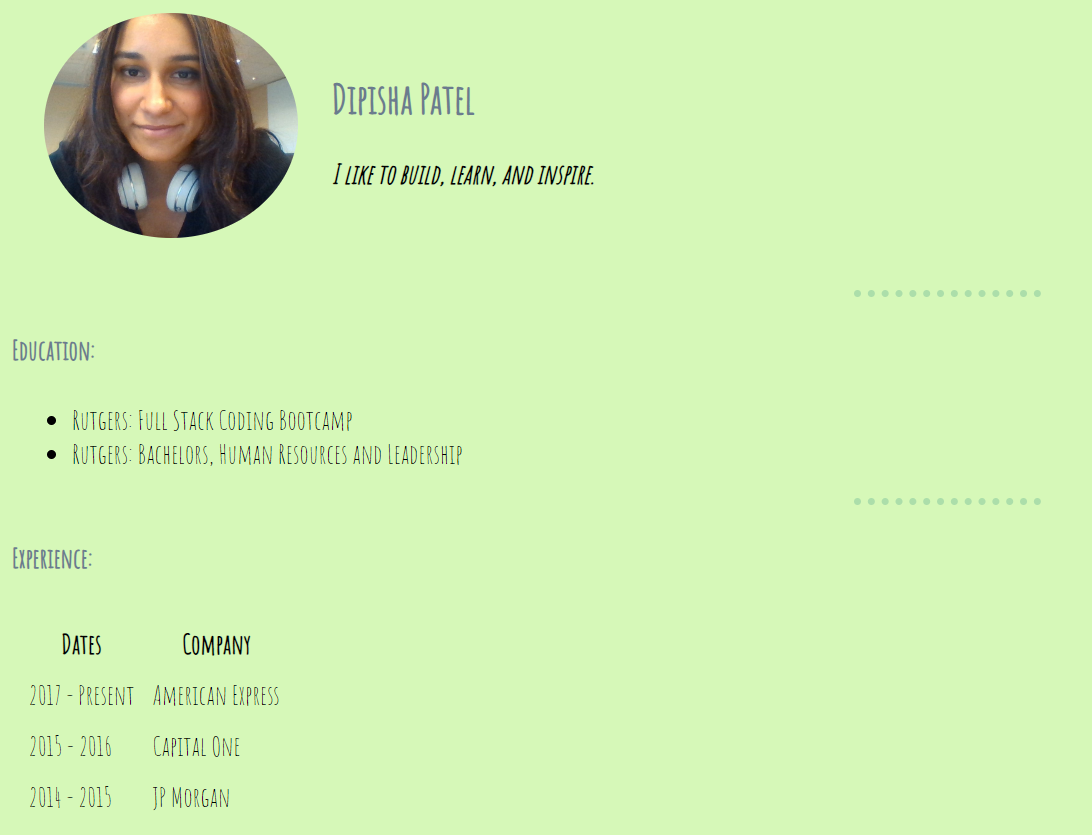 Dipisha Patel
I like to build, learn, and inspire.
Education:
Rutgers: Full Stack Coding Bootcamp
Rutgers: Bachelors, Human Resources and Leadership
Experience:
Dates Company
2017 - Present American Express
2015 - 2016 Capital One
2014 - 2015 JP Morgan